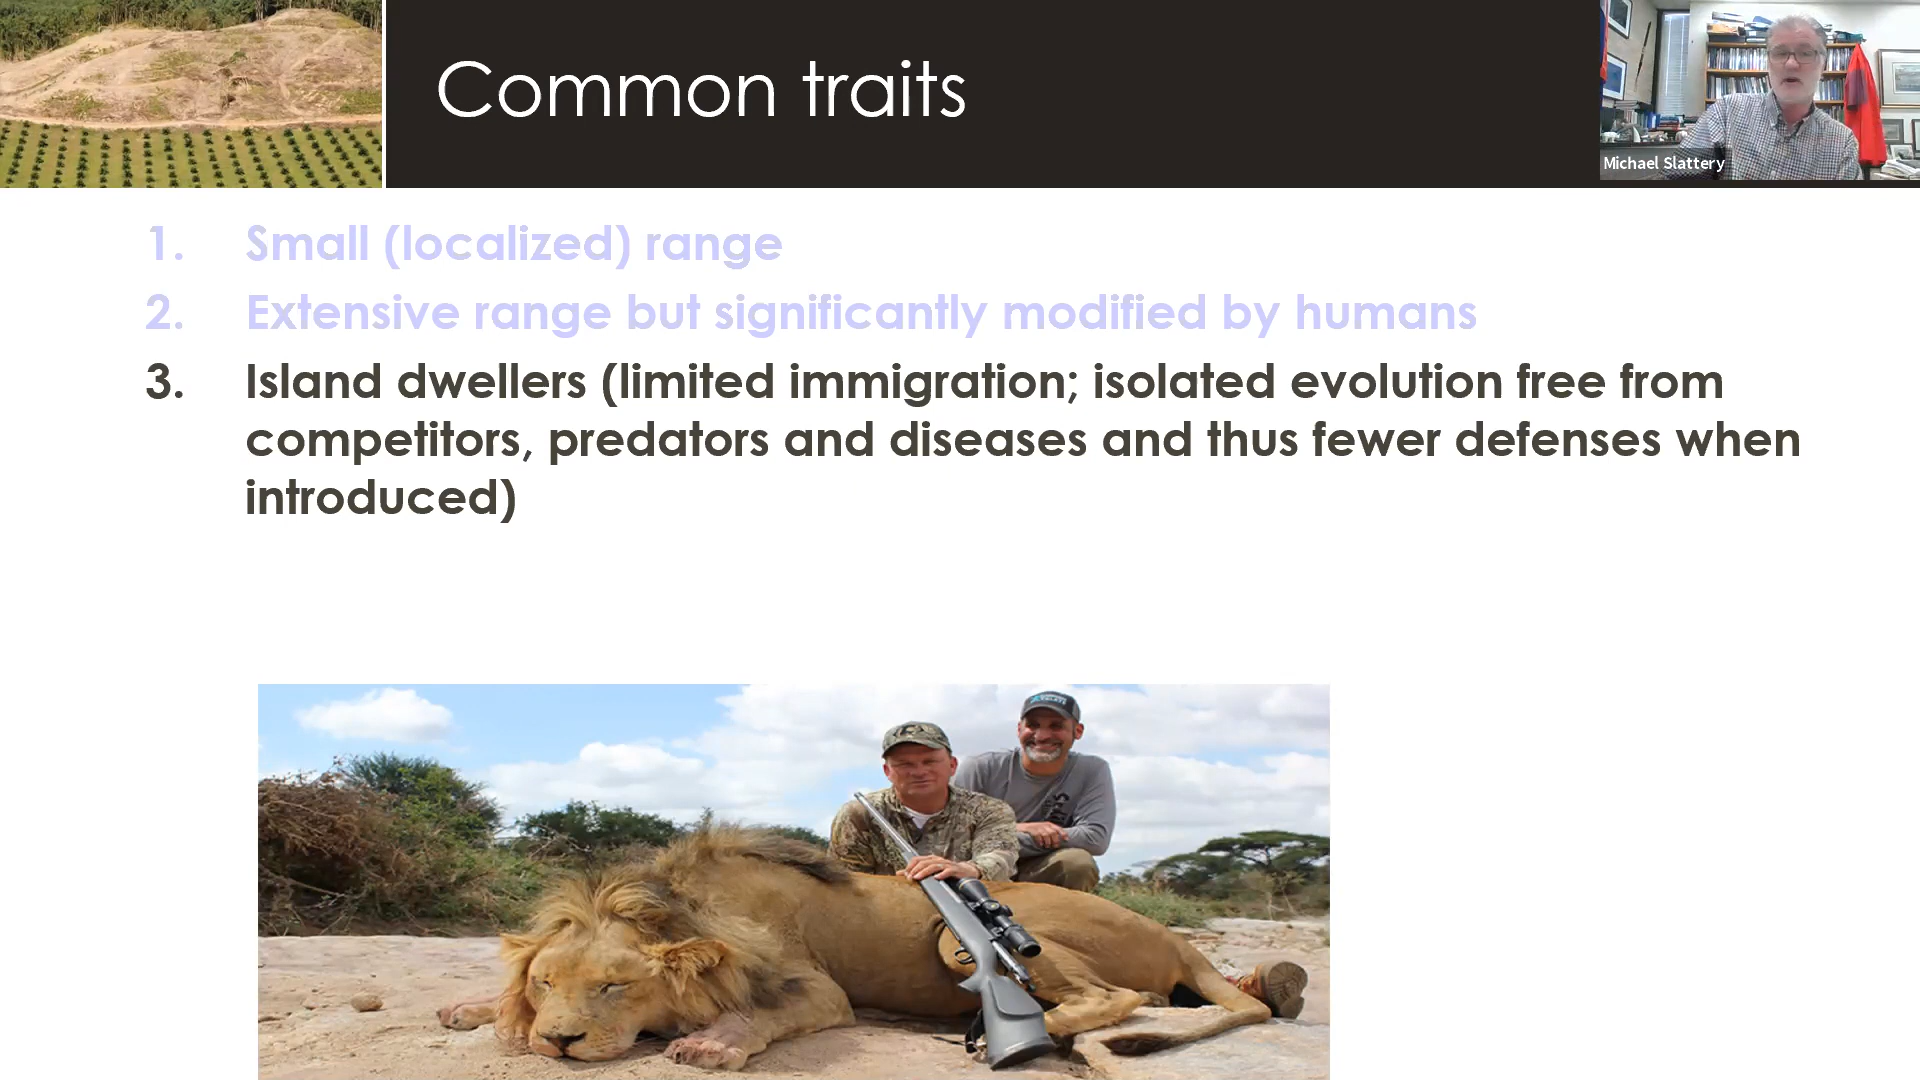 Common traits
Michael Slattery
1. Small (localized) range
2. Extensive range but significantly modified by humans
3. Island dwellers (limited immigration; isolated evolution free from
competitors, predators and diseases and thus fewer defenses when
introduced)